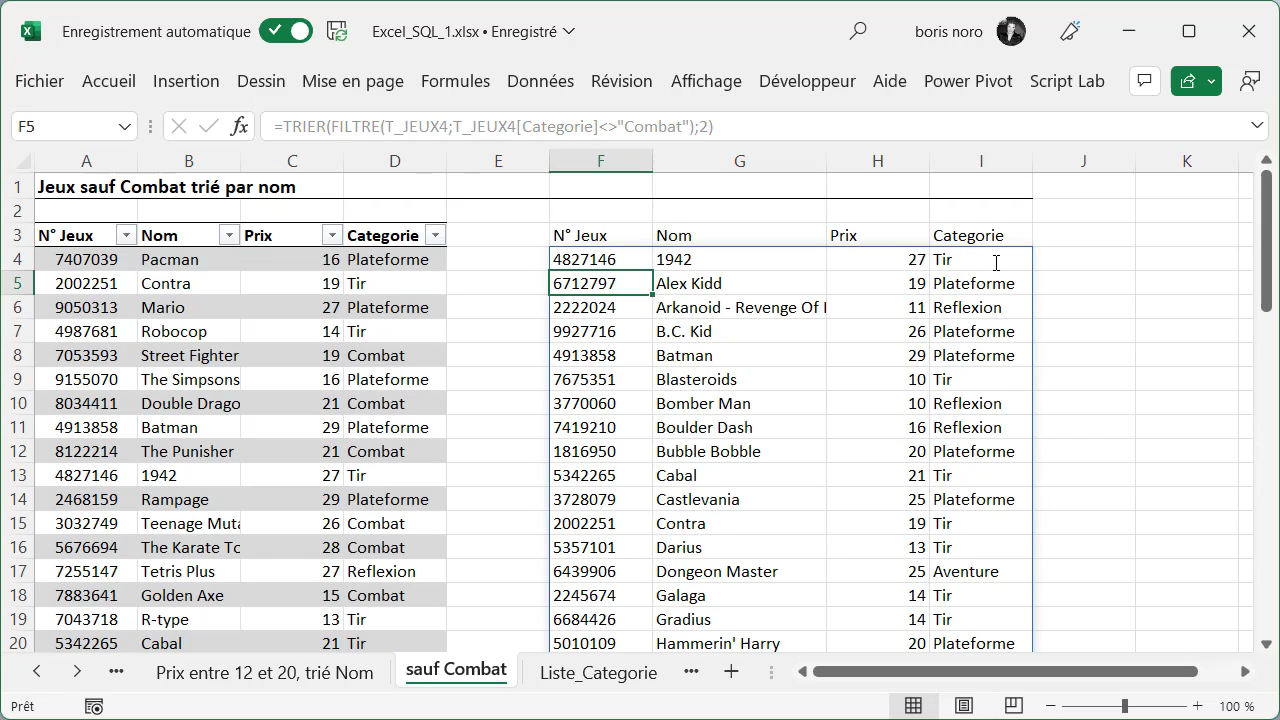 Enregistrement automatique Excel_SQL_1.xlsx • Enregistré boris noro
Fichier Accueil Insertion Dessin Mise en page Formules Données Révision Affichage Développeur Aide Power Pivot Script Lab
F5 fx =TRIER(FILTRE(T_JEUX4;T_JEUX4[Categorie]<>"Combat");2)
A B C D E F G H I J K
1 Jeux sauf Combat trié par nom
2
3 N° Jeux Nom Prix Categorie N° Jeux Nom Prix Categorie
4 7407039 Pacman 16 Plateforme 4827146 1942 27 Tir
5 2002251 Contra 19 Tir 6712797 Alex Kidd 19 Plateforme
6 9050313 Mario 27 Plateforme 2222024 Arkanoid - Revenge Of 11 Reflexion
7 4987681 Robocop 14 Tir 9927716 B.C. Kid 26 Plateforme
8 7053593 Street Fighter 19 Combat 4913858 Batman 29 Plateforme
9 9155070 The Simpsons 16 Plateforme 7675351 Blasteroids 10 Tir
10 8034411 Double Drago 21 Combat 3770060 Bomber Man 10 Reflexion
11 4913858 Batman 29 Plateforme 7419210 Boulder Dash 16 Reflexion
12 8122214 The Punisher 21 Combat 1816950 Bubble Bobble 20 Plateforme
13 4827146 1942 27 Tir 5342265 Cabal 21 Tir
14 2468159 Rampage 29 Plateforme 3728079 Castlevania 25 Plateforme
15 3032749 Teenage Muta 26 Combat 2002251 Contra 19 Tir
16 5676694 The Karate To 28 Combat 5357101 Darius 13 Tir
17 7255147 Tetris Plus 27 Reflexion 6439906 Dongeon Master 25 Aventure
18 7883641 Golden Axe 15 Combat 2245674 Galaga 14 Tir
19 7043718 R-type 13 Tir 6684426 Gradius 14 Tir
20 5342265 Cabal 21 Tir 5010109 Hammerin' Harry 20 Plateforme
Prix entre 12 et 20, trié Nom sauf Combat Liste_Categorie
Prêt 100 %